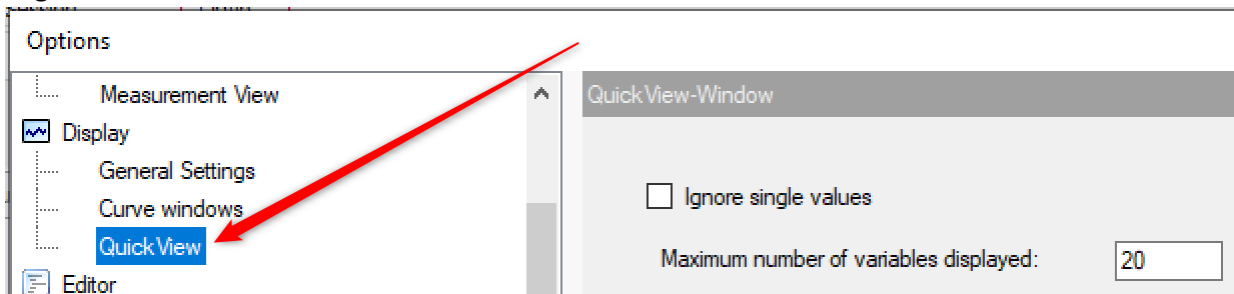 Options
Measurement View
Display
General Settings
Curve windows
QuickView
Editor
QuickView-Window
Ignore single values
Maximum number of variables displayed: 20